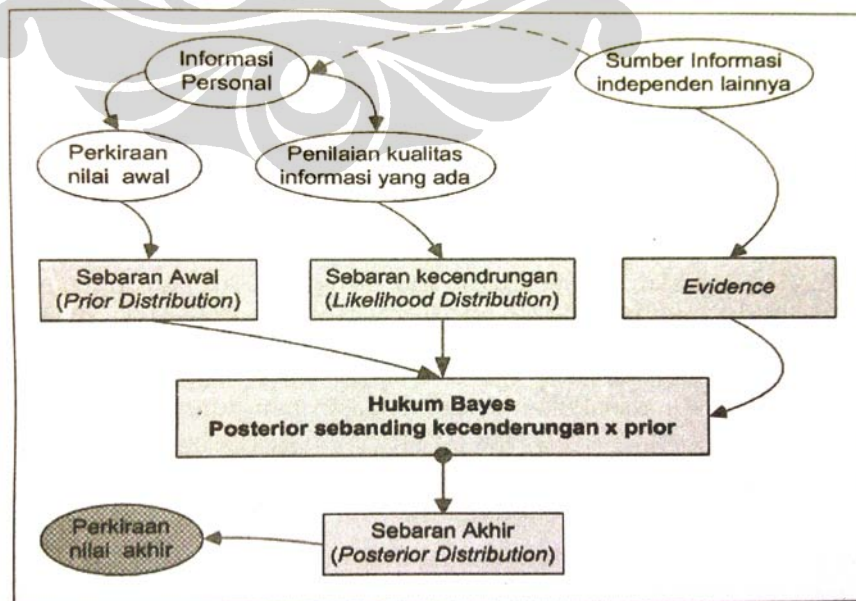 Informasi
Personal
Sumber Informasi
independen lainnya
Perkiraan
nilai awal
Penilaian kualitas
informasi yang ada
Sebaran Awal
(Prior Distribution)
Sebaran kecendrungan
(Likelihood Distribution)
Evidence
Hukum Bayes
Posterior sebanding kecenderungan x prior
Perkiraan
nilai akhir
Sebaran Akhir
(Posterior Distribution)